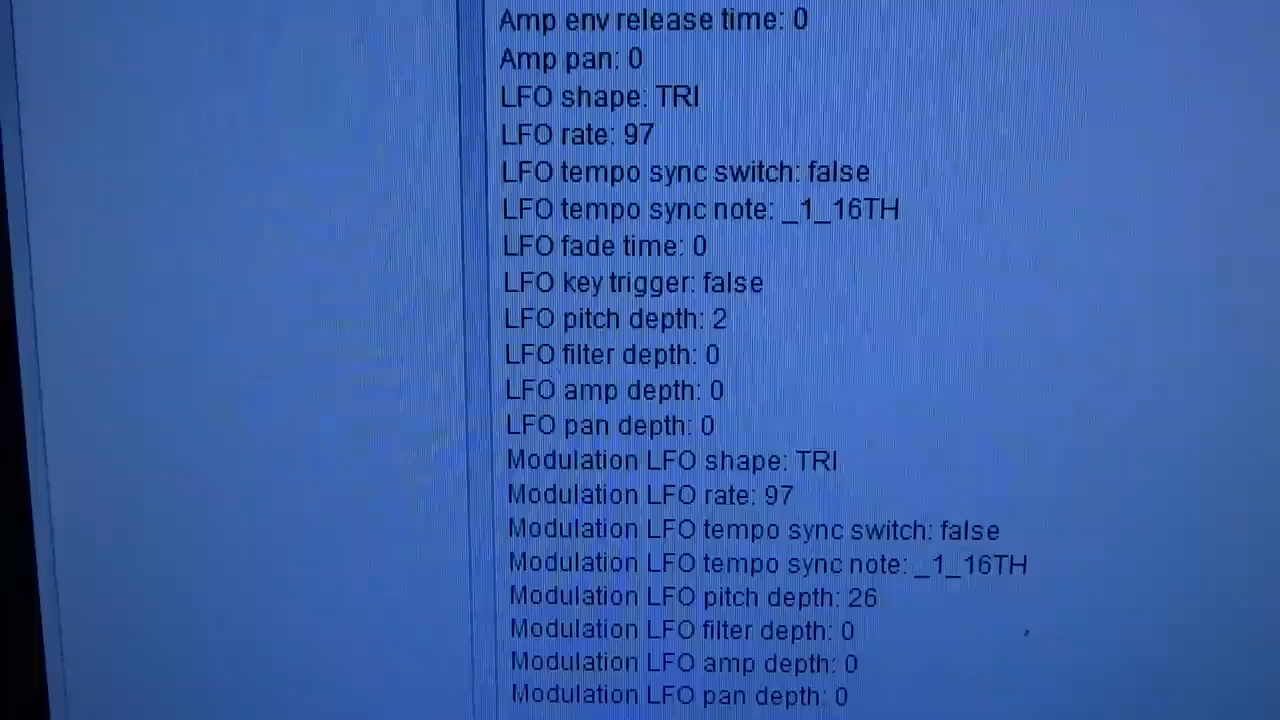 Amp env release time: 0
Amp pan: 0
LFO shape: TRI
LFO rate: 97
LFO tempo sync switch: false
LFO tempo sync note: _1_16TH
LFO fade time: 0
LFO key trigger: false
LFO pitch depth: 2
LFO filter depth: 0
LFO amp depth: 0
LFO pan depth: 0
Modulation LFO shape: TRI
Modulation LFO rate: 97
Modulation LFO tempo sync switch: false
Modulation LFO tempo sync note: _1_16TH
Modulation LFO pitch depth: 26
Modulation LFO filter depth: 0
Modulation LFO amp depth: 0
Modulation LFO pan depth: 0